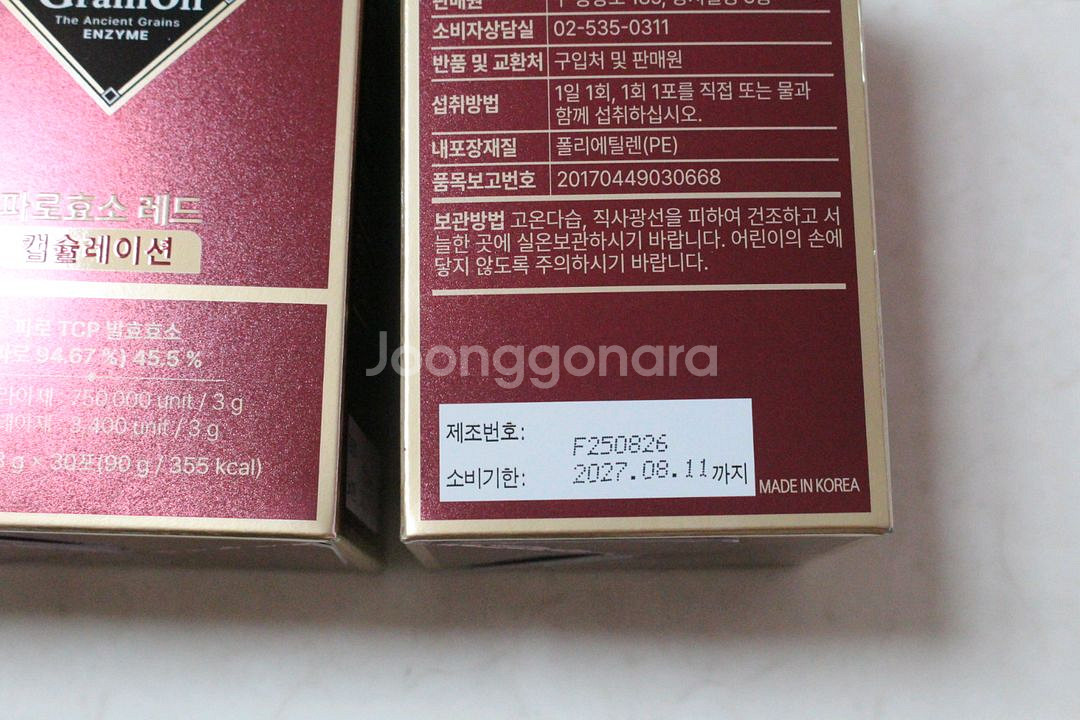 GrainOn
The Ancient Grains
ENZYME
파로효소 레드
캡슐레이션
파로 TCP 발효효소
94.67 %) 45.5 %
750,000 unit / 3 g
3,400 unit / 3 g
g × 30포(90 g / 355 kcal)
판매원
소비자상담실 02-535-0311
반품 및 교환처 구입처 및 판매원
섭취방법 1일 1회, 1회 1포를 직접 또는 물과
함께 섭취하십시오.
내포장재질 폴리에틸렌(PE)
품목보고번호 20170449030668
보관방법 고온다습, 직사광선을 피하여 건조하고 서
늘한 곳에 실온보관하시기 바랍니다. 어린이의 손에
닿지 않도록 주의하시기 바랍니다.
Joonggonara
제조번호: F250826
소비기한: 2027.08.11까지
MADE IN KOREA